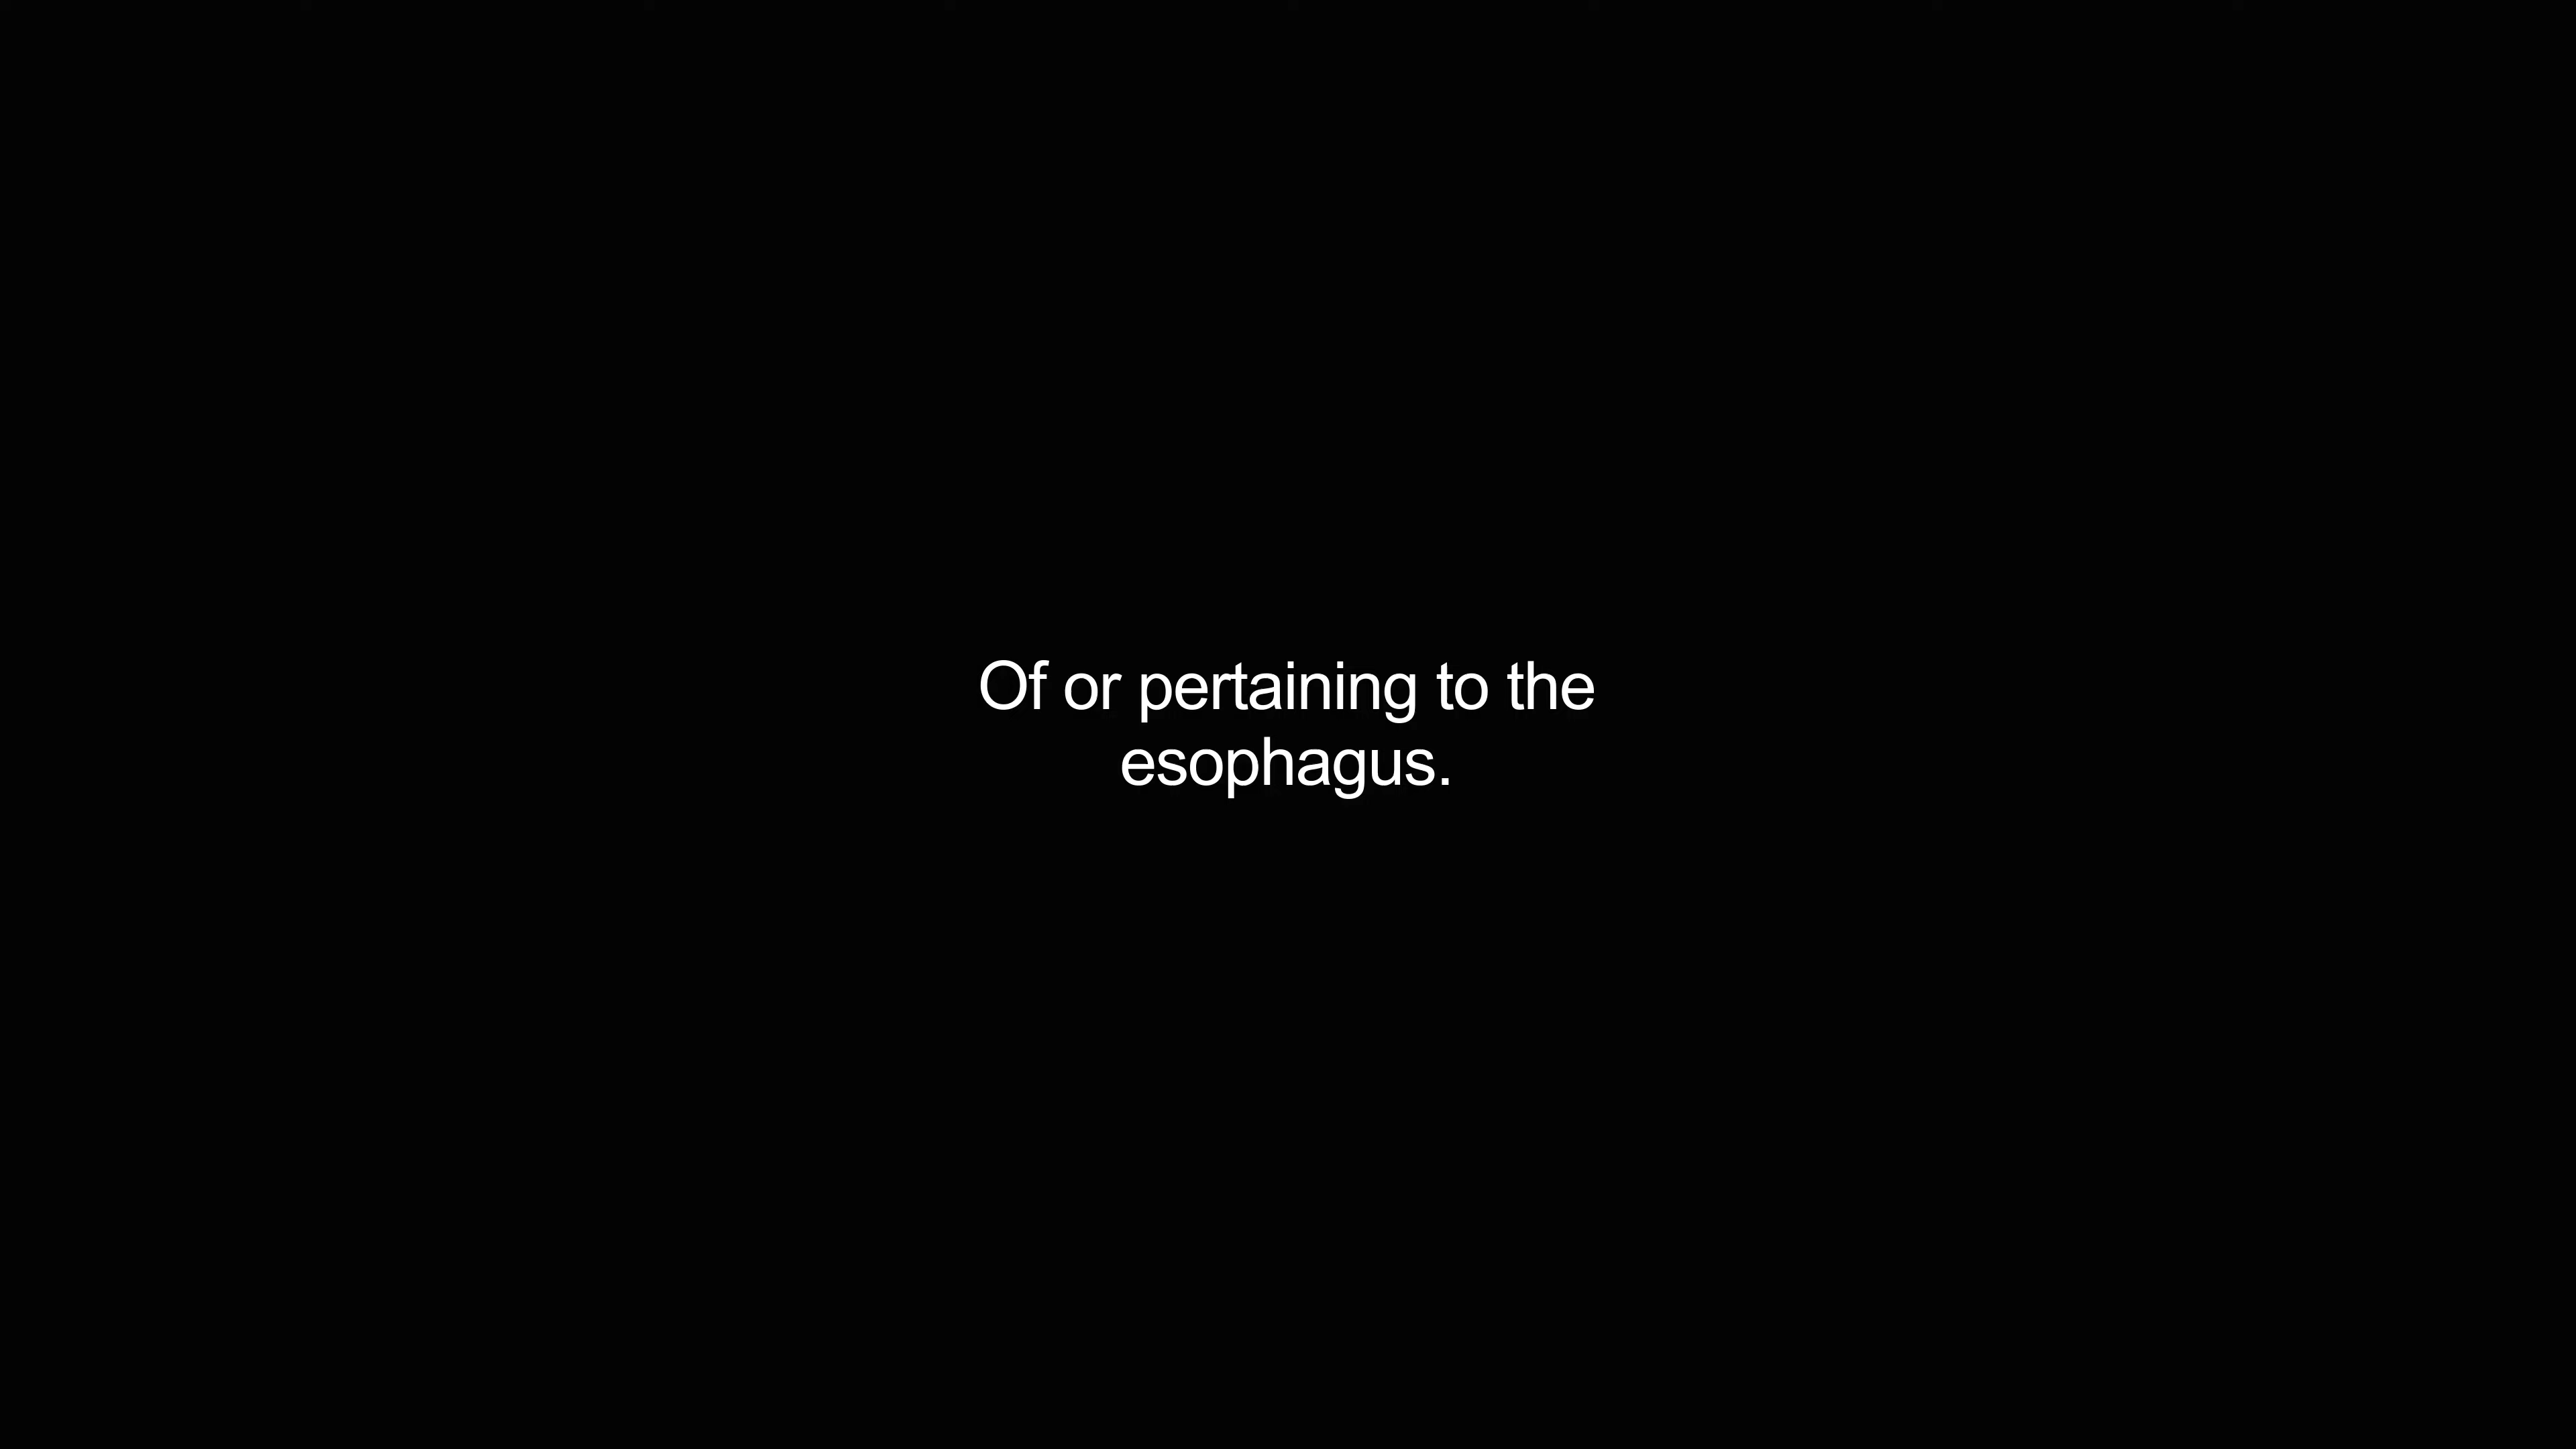 Of or pertaining to the
esophagus.